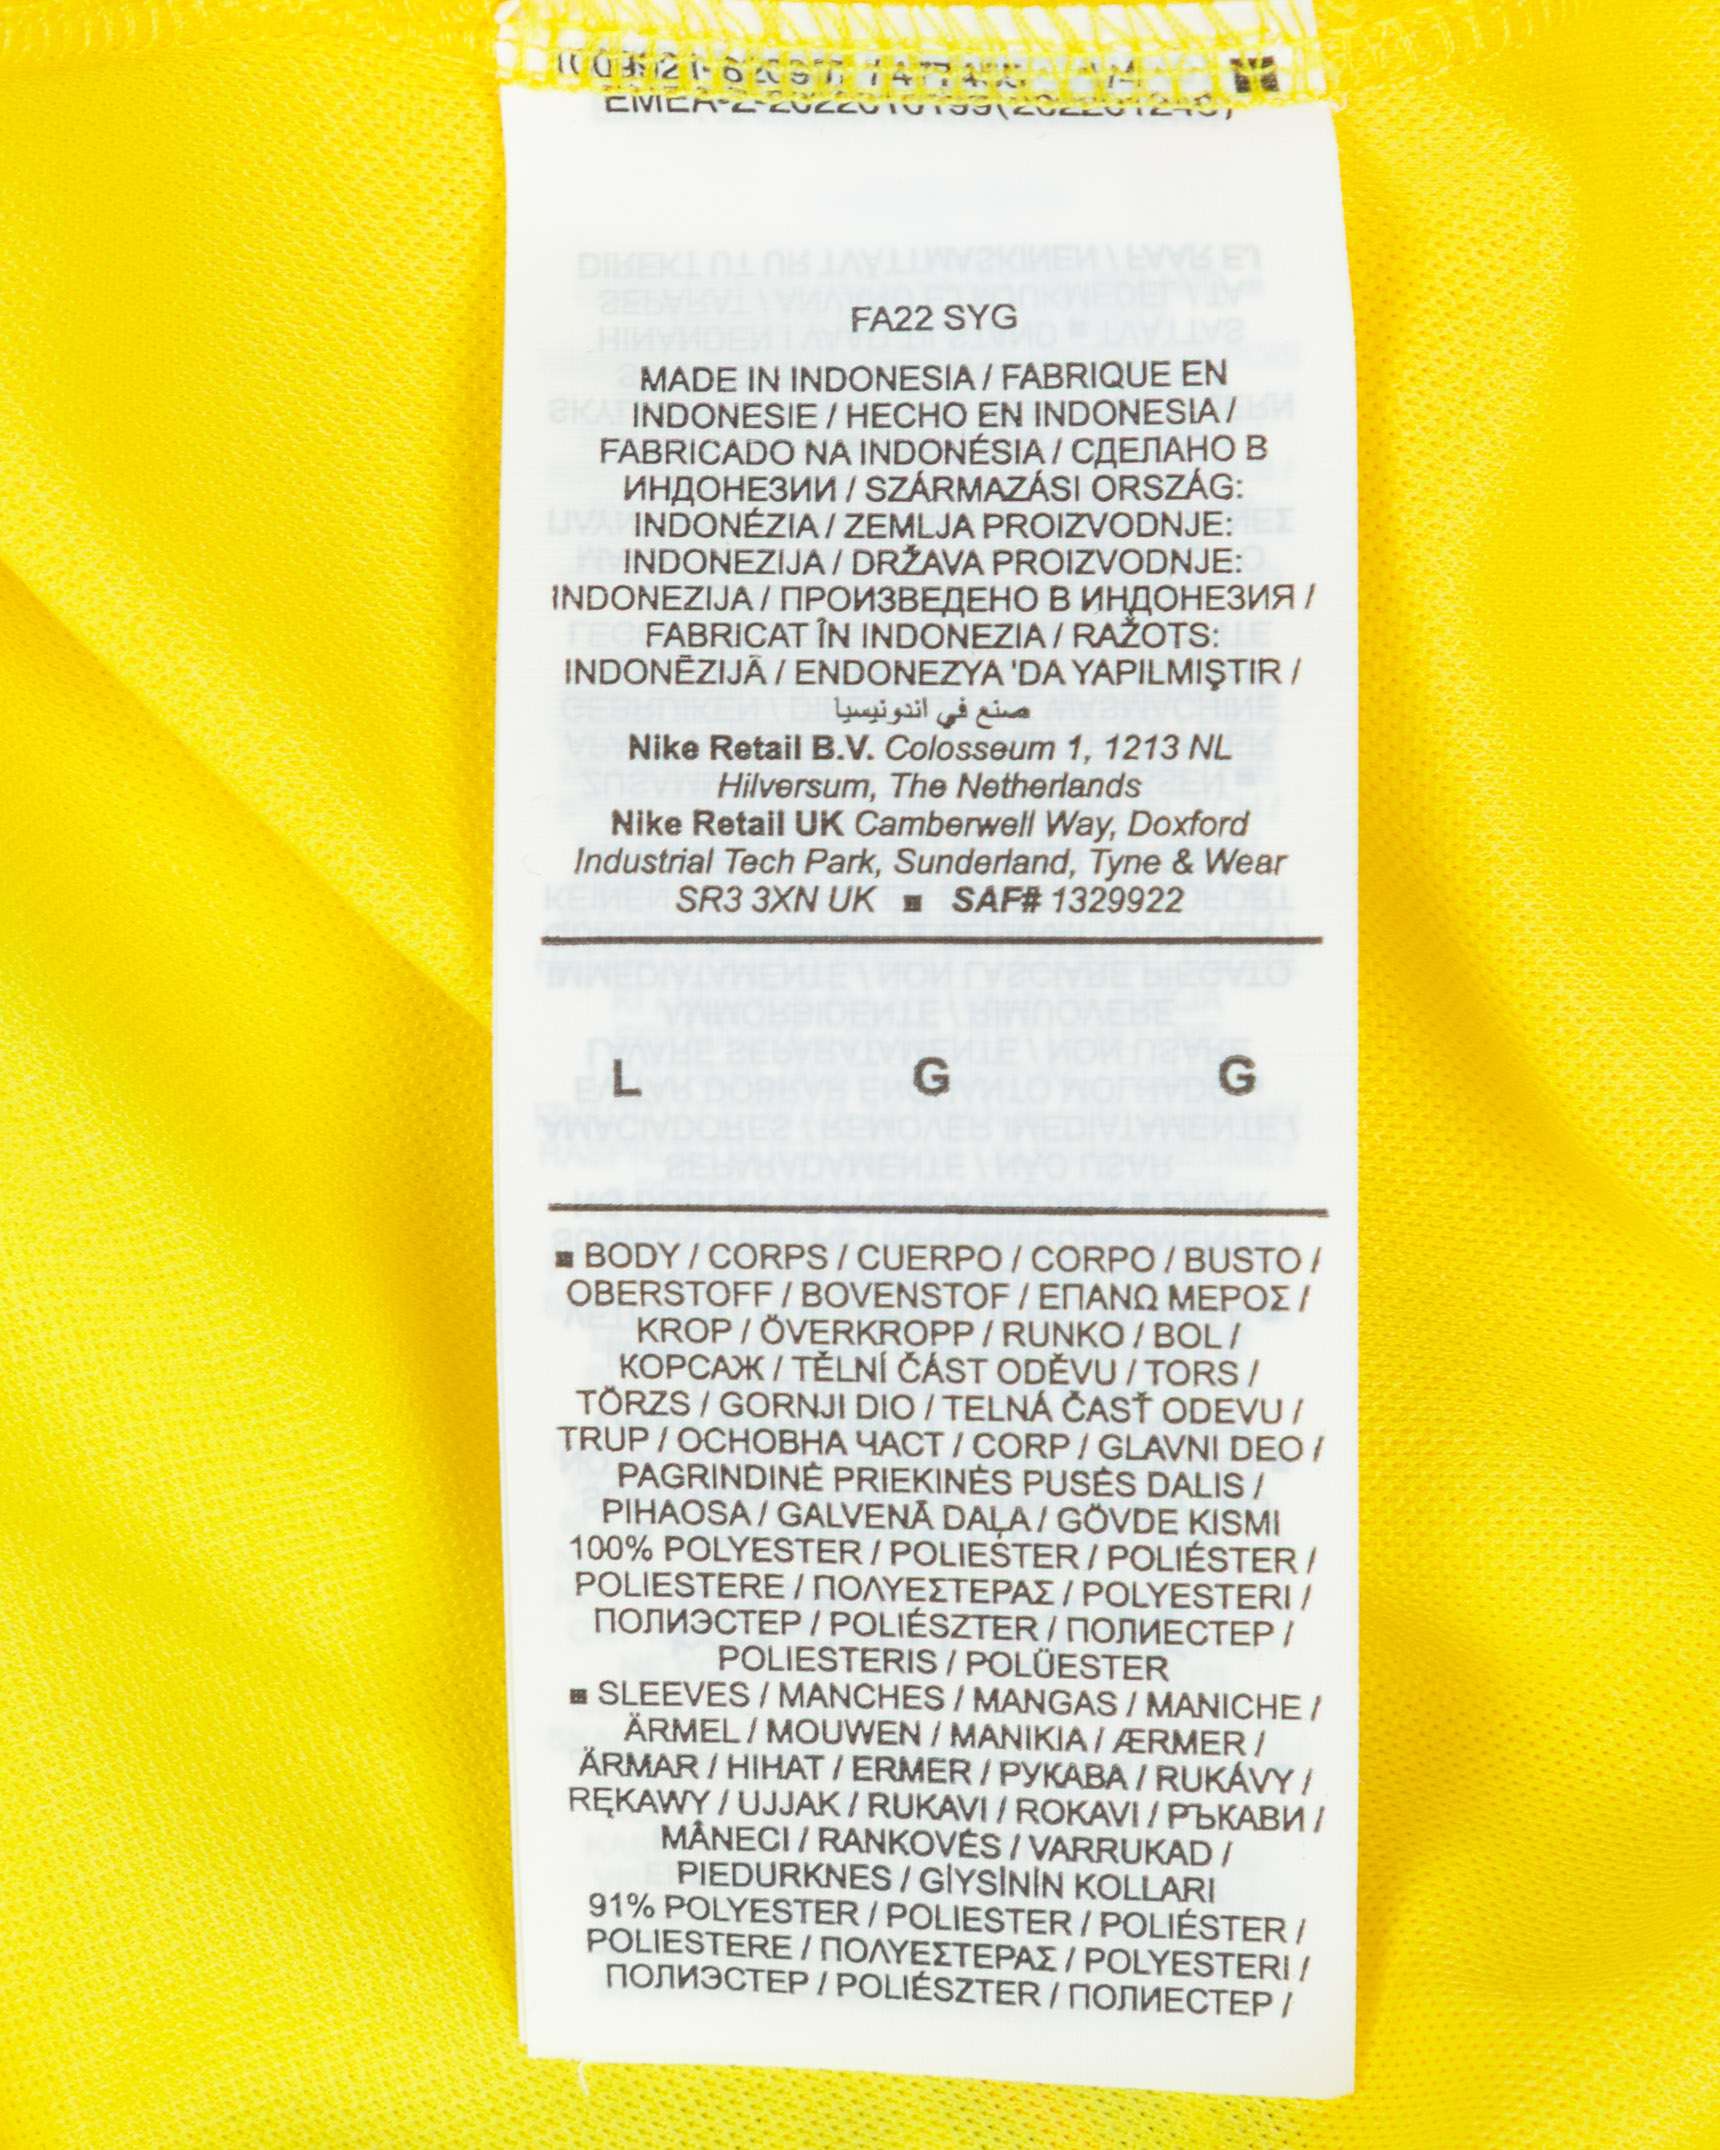 FA22 SYG
MADE IN INDONESIA / FABRIQUE EN
INDONESIE / HECHO EN INDONESIA /
FABRICADO NA INDONÉSIA / СДЕЛАНО В
ИНДОНЕЗИИ / SZÁRMAZÁSI ORSZÁG:
INDONÉZIA / ZEMLJA PROIZVODNJE:
INDONEZIJA / DRŽAVA PROIZVODNJE:
INDONEZIJA / ПРОИЗВЕДЕНО В ИНДОНЕЗИЯ /
FABRICAT ÎN INDONEZIA / RAŽOTS:
INDONĒZIJĀ / ENDONEZYA 'DA YAPILMIŞTIR /
صنع في اندونيسيا
Nike Retail B.V. Colosseum 1, 1213 NL
Hilversum, The Netherlands
Nike Retail UK Camberwell Way, Doxford
Industrial Tech Park, Sunderland, Tyne & Wear
SR3 3XN UK ■ SAF# 1329922
L G G
■ BODY / CORPS / CUERPO / CORPO / BUSTO /
OBERSTOFF / BOVENSTOF / ΕΠΑΝΩ ΜΕΡΟΣ /
KROP / ÖVERKROPP / RUNKO / BOL /
КОРСАЖ / TĚLNÍ ČÁST ODĚVU / TORS /
TÖRZS / GORNJI DIO / TELNÁ ČASŤ ODEVU /
TRUP / ОСНОВНА ЧАСТ / CORP / GLAVNI DEO /
PAGRINDINĖ PRIEKINĖS PUSĖS DALIS /
PIHAOSA / GALVENĀ DAĻA / GÖVDE KISMI
100% POLYESTER / POLIESTER / POLIÉSTER /
POLIESTERE / ΠΟΛΥΕΣΤΕΡΑΣ / POLYESTERI /
ПОЛИЭСТЕР / POLIÉSZTER / ПОЛИЕСТЕР /
POLIESTERIS / POLÜESTER
■ SLEEVES / MANCHES / MANGAS / MANICHE /
ÄRMEL / MOUWEN / ΜΑΝΙΚΙΑ / ÆRMER /
ÄRMAR / HIHAT / ERMER / РУКАВА / RUKÁVY /
RĘKAWY / UJJAK / RUKAVI / ROKAVI / РЪКАВИ /
MÂNECI / RANKOVĖS / VARRUKAD /
PIEDURKNES / GİYSİNİN KOLLARI
91% POLYESTER / POLIESTER / POLIÉSTER /
POLIESTERE / ΠΟΛΥΕΣΤΕΡΑΣ / POLYESTERI /
ПОЛИЭСТЕР / POLIÉSZTER / ПОЛИЕСТЕР /